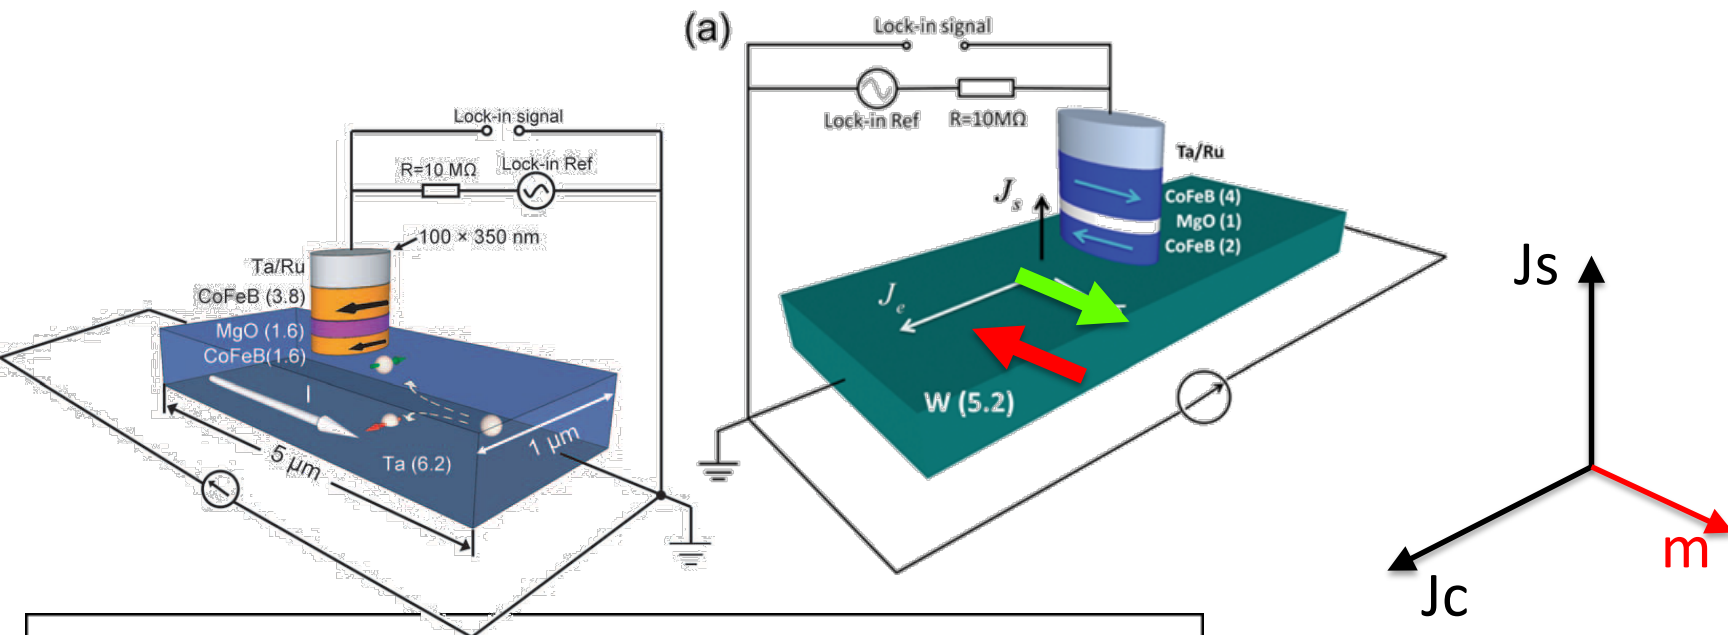 Lock-in signal
R=10 MΩ
Lock-in Ref
100 × 350 nm
Ta/Ru
CoFeB (3.8)
MgO (1.6)
CoFeB(1.6)
I
Ta (6.2)
5 µm
1 µm
(a)
Lock-in signal
Lock-in Ref
R=10MΩ
Ta/Ru
CoFeB (4)
MgO (1)
CoFeB (2)
Js
Je
W (5.2)
Js
Jc
m